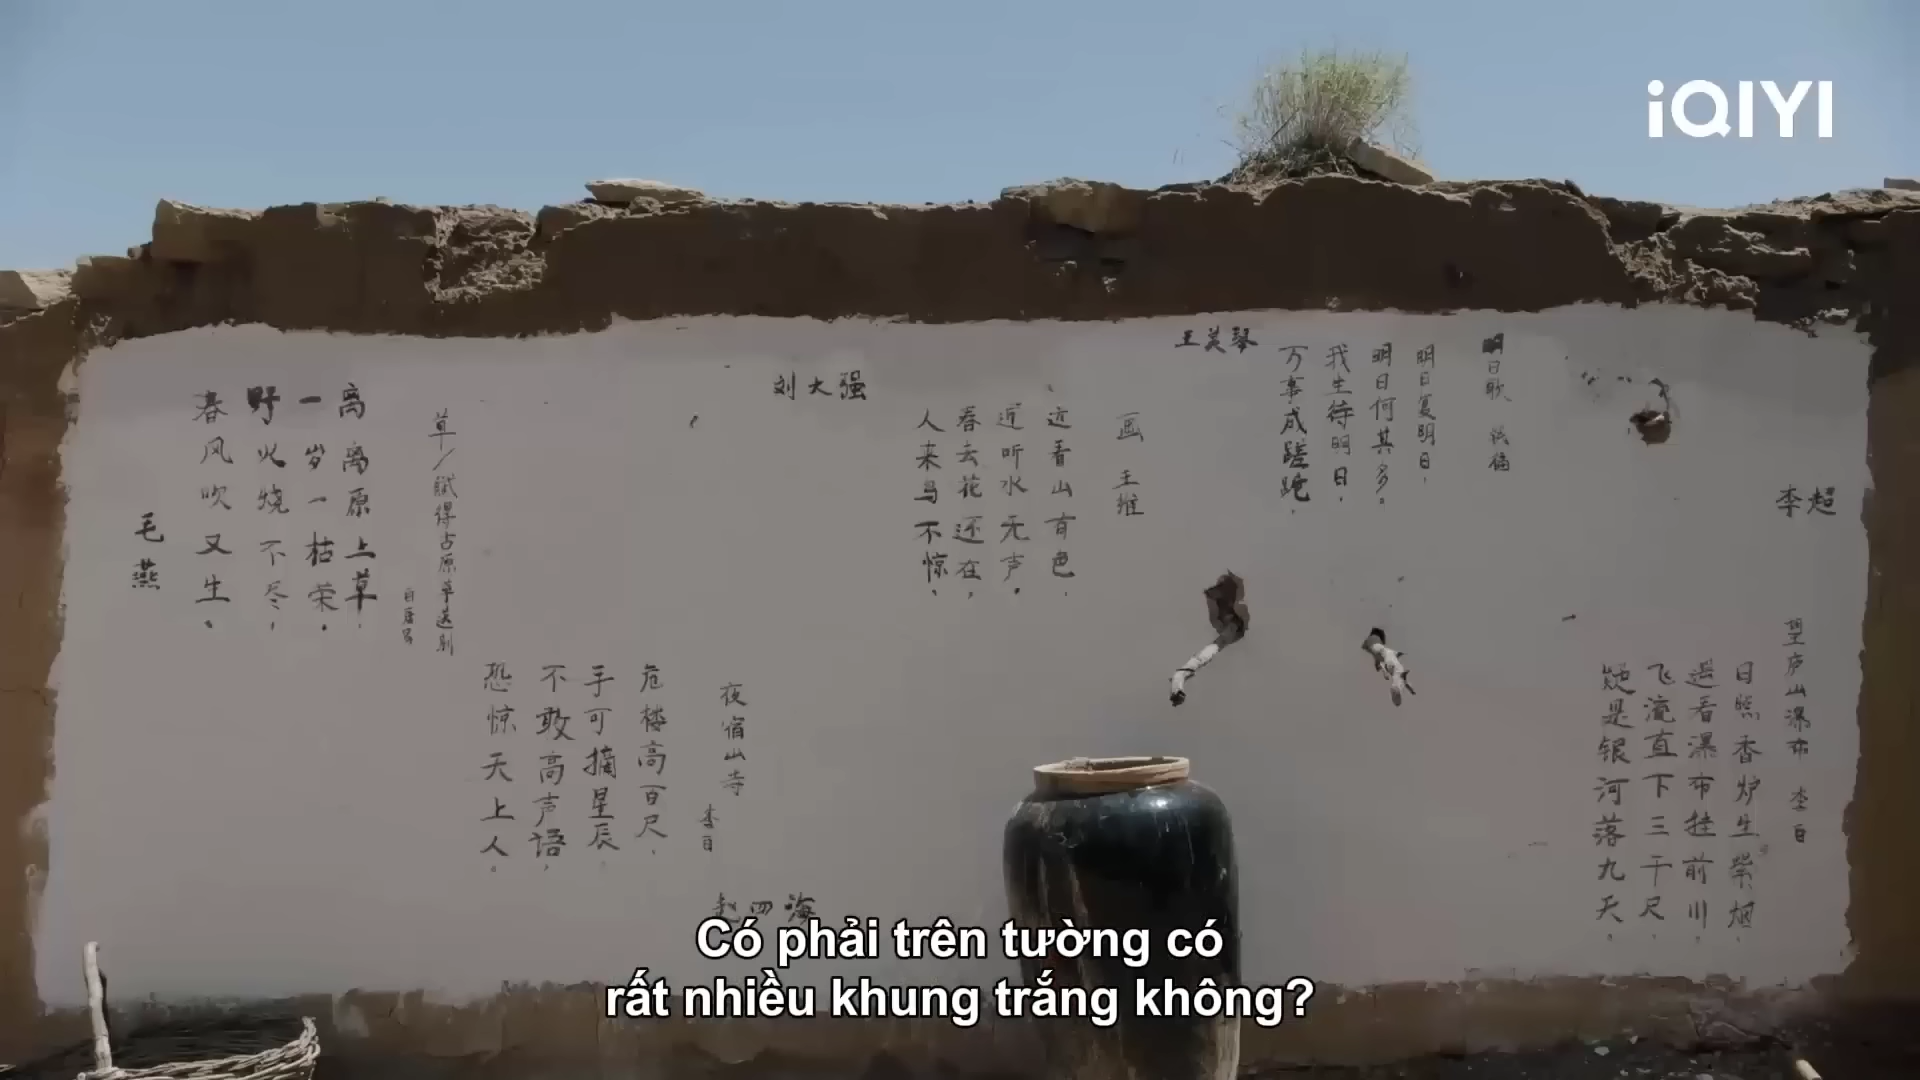 iQIYI
李超
望庐山瀑布 李白
日照香炉生紫烟，
遥看瀑布挂前川。
飞流直下三千尺，
疑是银河落九天。
王美琴
明日歌 钱福
明日复明日，
明日何其多。
我生待明日，
万事成蹉跎。
刘大强
画 王维
近看山有色，
近听水无声。
春去花还在，
人来鸟不惊。
夜宿山寺
李白
危楼高百尺，
手可摘星辰。
不敢高声语，
恐惊天上人。
赵四海
草/赋得古原草送别
白居易
离离原上草，
一岁一枯荣。
野火烧不尽，
春风吹又生。
毛燕
Có phải trên tường có
rất nhiều khung trắng không?